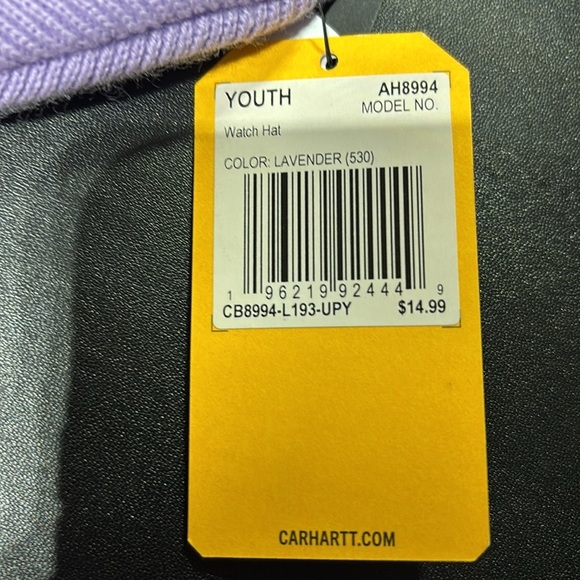 YOUTH AH8994
MODEL NO.
Watch Hat
COLOR: LAVENDER (530)
1 96219 92444 9
CB8994-L193-UPY $14.99
CARHARTT.COM